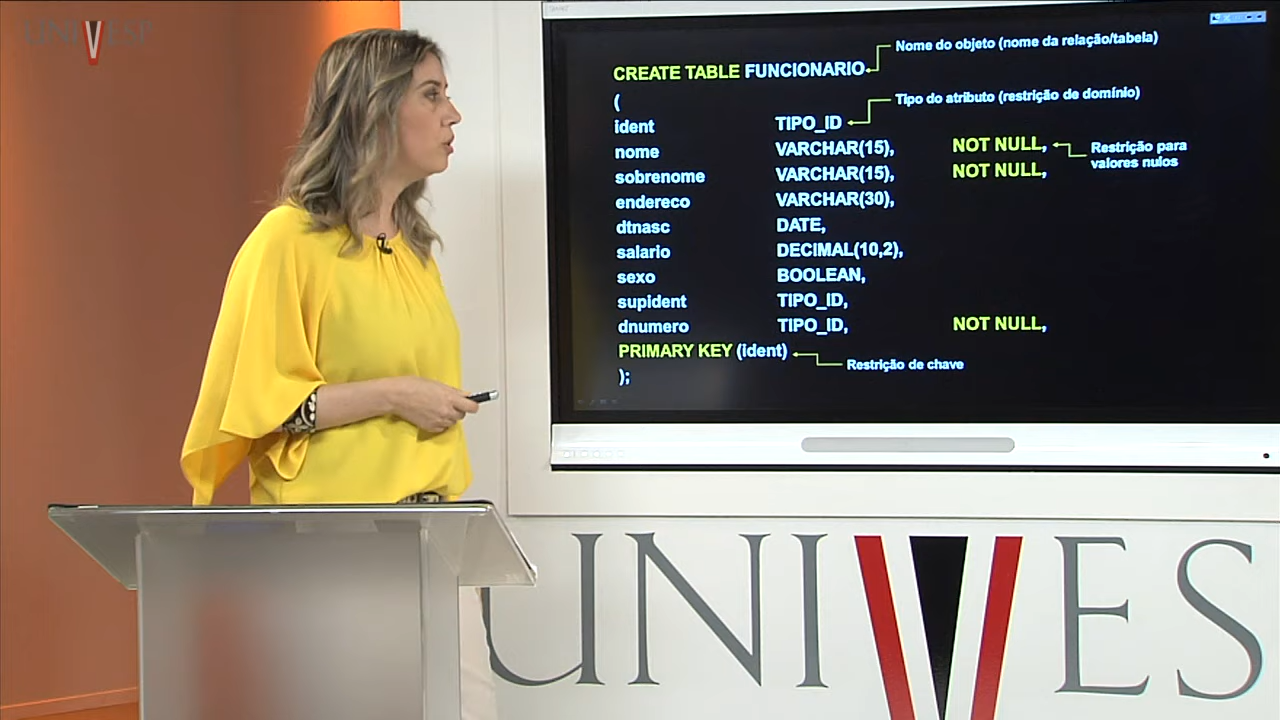 UNIVESP
Nome do objeto (nome da relação/tabela)
CREATE TABLE FUNCIONARIO
(
Tipo do atributo (restrição de domínio)
ident TIPO_ID
nome VARCHAR(15), NOT NULL,
Restrição para
valores nulos
sobrenome VARCHAR(15), NOT NULL,
endereco VARCHAR(30),
dtnasc DATE,
salario DECIMAL(10,2),
sexo BOOLEAN,
supident TIPO_ID,
dnumero TIPO_ID, NOT NULL,
PRIMARY KEY (ident)
Restrição de chave
);
UNIVES